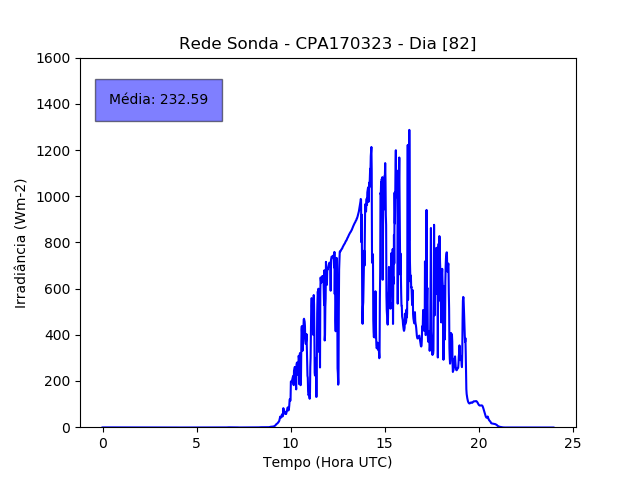 Rede Sonda - CPA170323 - Dia [82]
1600
1400
1200
1000
800
600
400
200
0
Irradiância (Wm-2)
Média: 232.59
0 5 10 15 20 25
Tempo (Hora UTC)